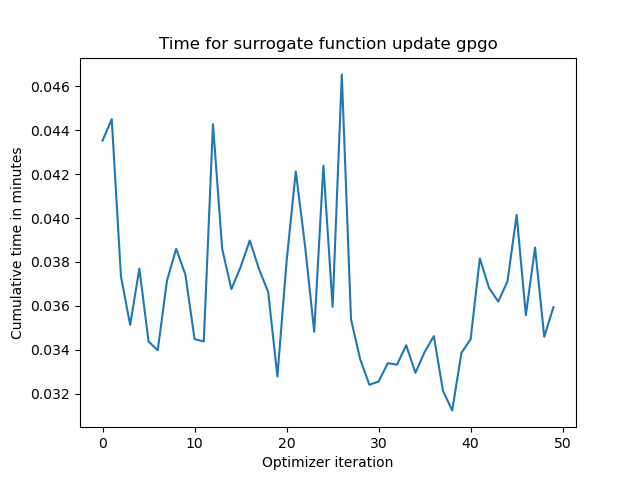 Time for surrogate function update gpgo
Cumulative time in minutes
0.046
0.044
0.042
0.040
0.038
0.036
0.034
0.032
0 10 20 30 40 50
Optimizer iteration